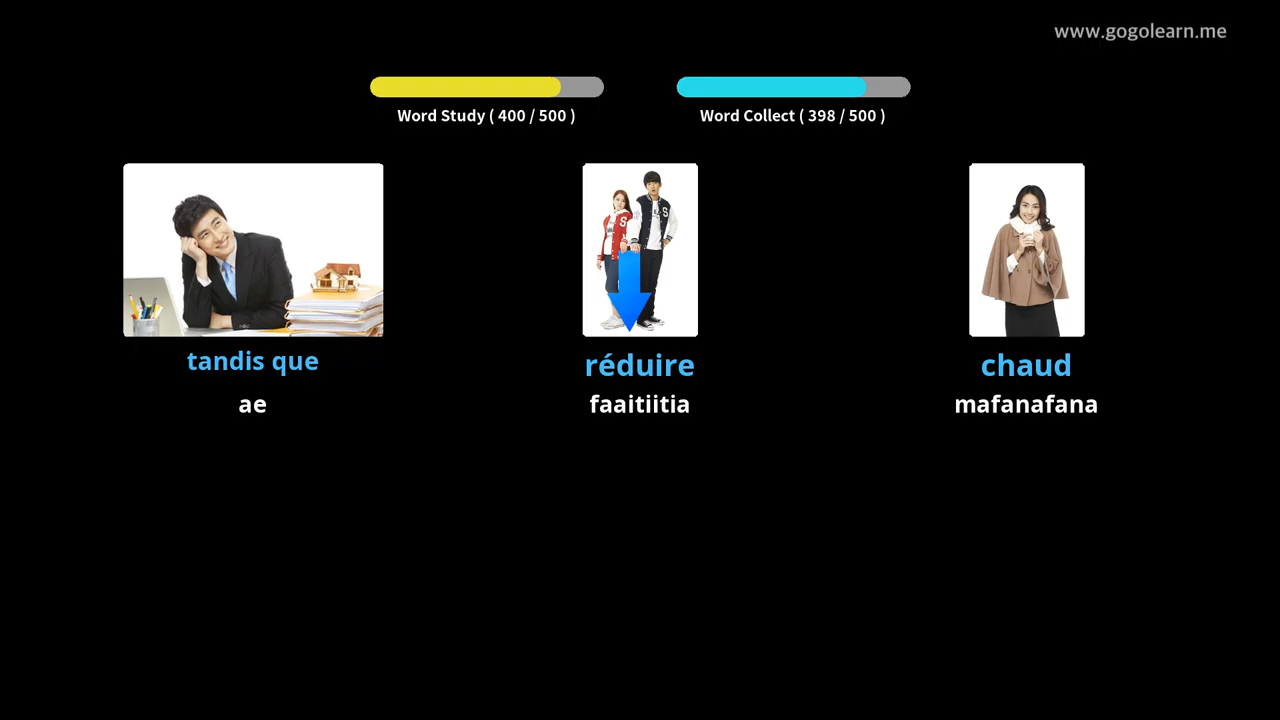 www.gogolearn.me
Word Study ( 400 / 500 )
Word Collect ( 398 / 500 )
tandis que
ae
réduire
faaitiitia
chaud
mafanafana